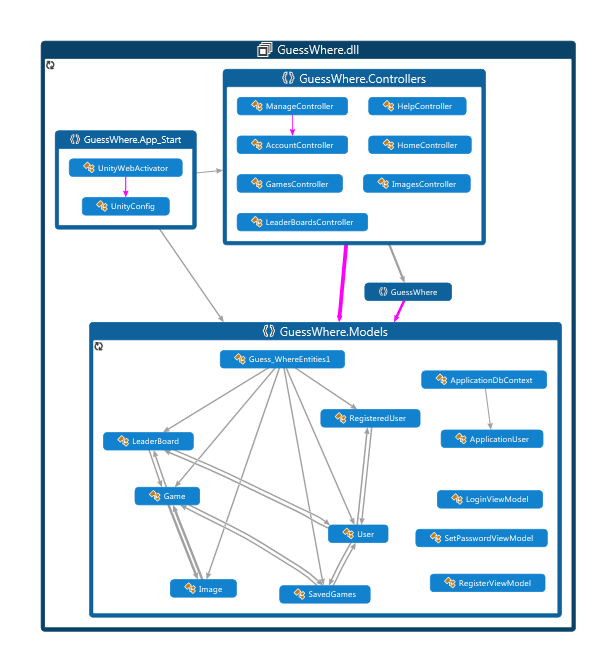 GuessWhere.dll
GuessWhere.Controllers
ManageController
HelpController
GuessWhere.App_Start
AccountController
HomeController
UnityWebActivator
GamesController
ImagesController
UnityConfig
LeaderBoardsController
GuessWhere
GuessWhere.Models
Guess_WhereEntities1
ApplicationDbContext
RegisteredUser
LeaderBoard
ApplicationUser
Game
LoginViewModel
User
SetPasswordViewModel
Image
SavedGames
RegisterViewModel